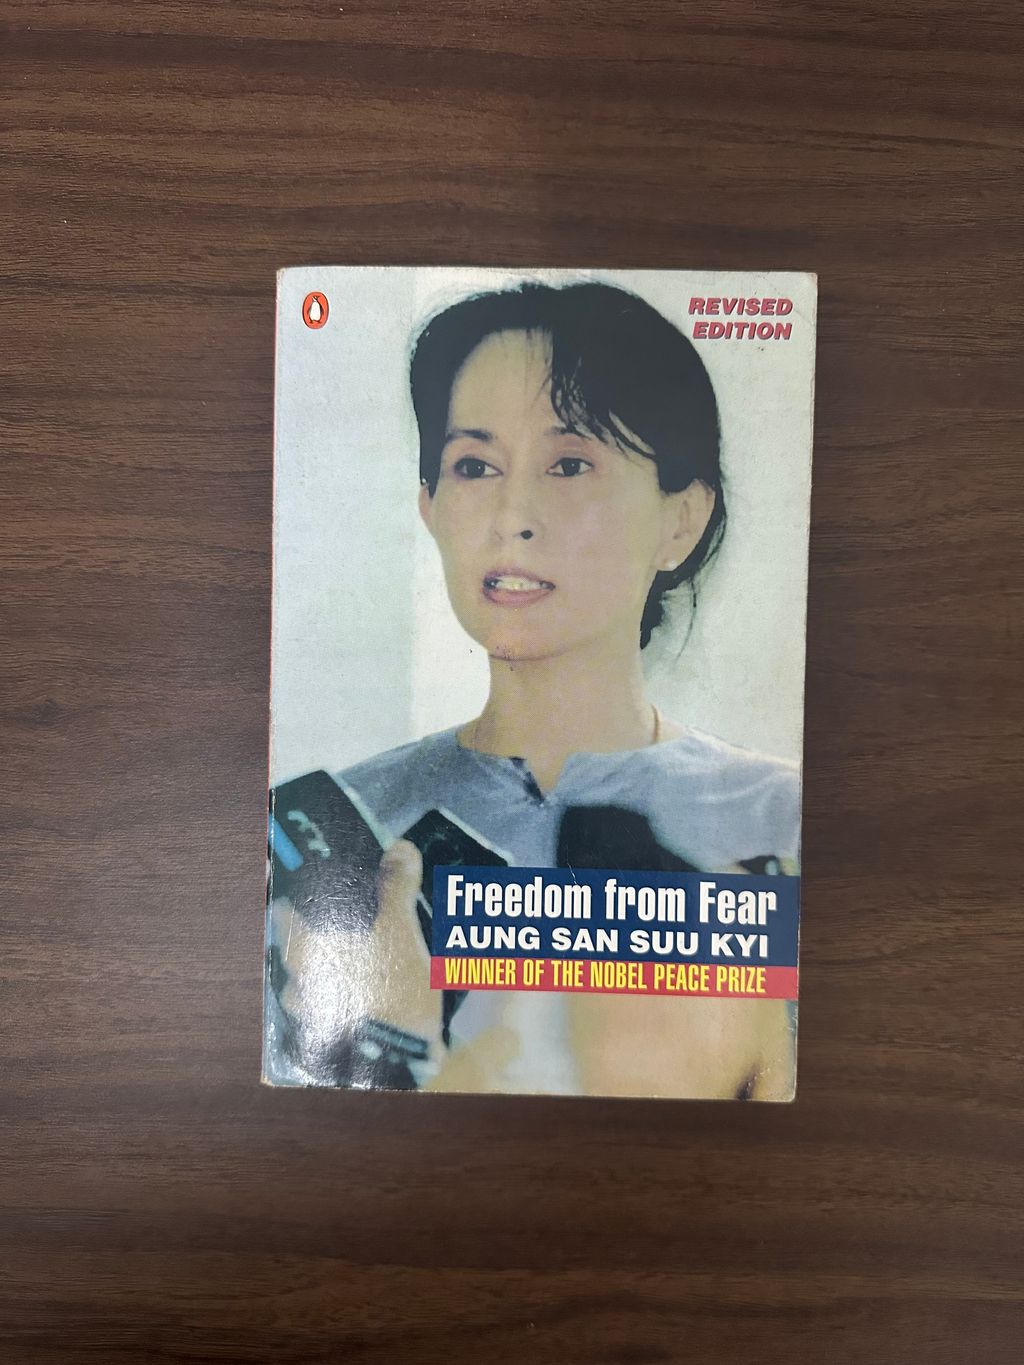 REVISED
EDITION
Freedom from Fear
AUNG SAN SUU KYI
WINNER OF THE NOBEL PEACE PRIZE